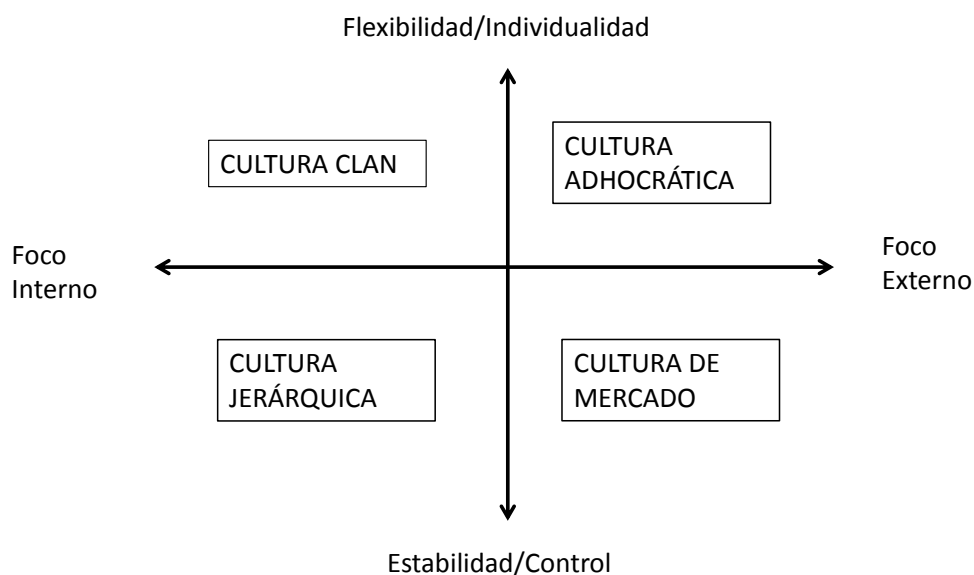 Flexibilidad/Individualidad
CULTURA CLAN
CULTURA
ADHOCRÁTICA
Foco
Interno
Foco
Externo
CULTURA
JERÁRQUICA
CULTURA DE
MERCADO
Estabilidad/Control